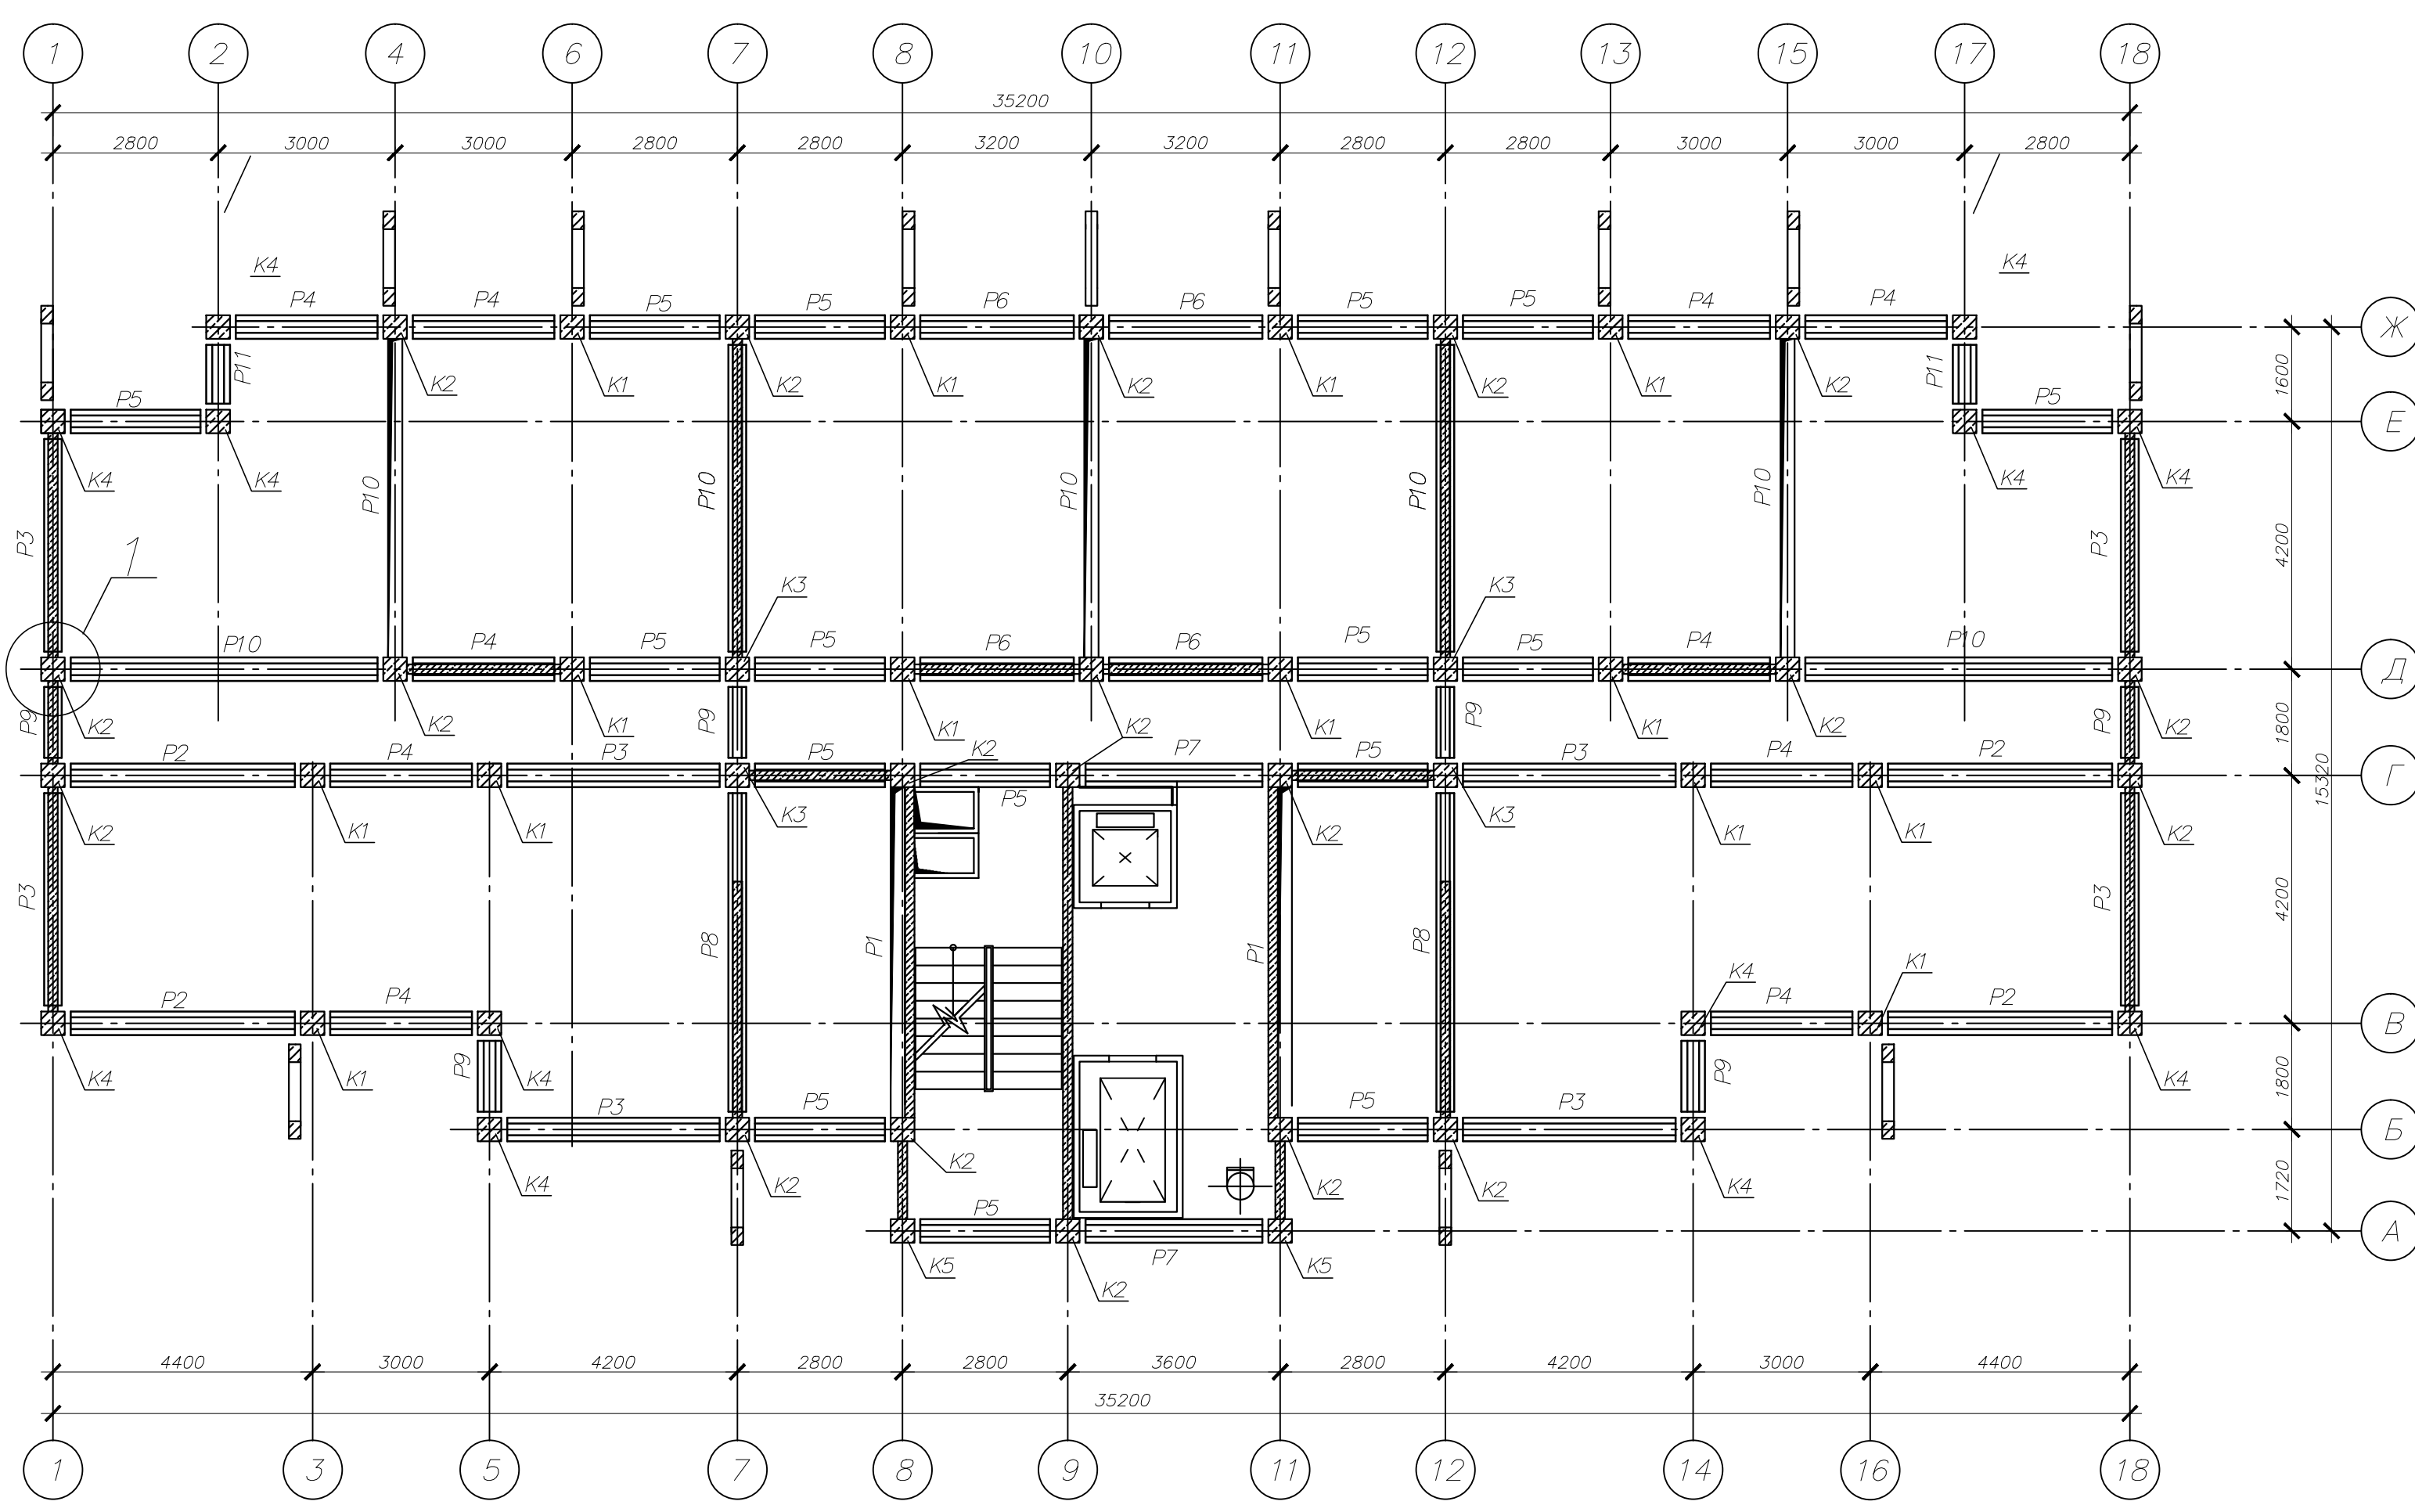 1 2 4 6 7 8 10 11 12 13 15 17 18
35200
2800 3000 3000 2800 2800 3200 3200 2800 2800 3000 3000 2800
К4 К4
Р4 Р4 Р5 Р5 Р6 Р6 Р5 Р5 Р4 Р4
Ж
Р11 Р11
1600
К2 К1 К2 К1 К2 К1 К2 К1 К2
Р5 Р5
Е
К4 К4 К4 К4
Р10 Р10 Р10 Р10 Р10
Р3 Р3
4200
1
К3 К3
Р10 Р4 Р5 Р5 Р6 Р6 Р5 Р5 Р4 Р10
Д
Р9 Р9 Р9 Р9
1800
К2 К2 К1 К1 К2 К1 К1 К2 К2
Р2 Р4 Р3 Р5 К2 Р7 Р5 Р3 Р4 Р2
Г
15320
Р5
К3 К3
К2 К1 К1 К2 К1 К1 К2
Р3 Р3
4200
Р8 Р1 Р1 Р8
К4 К1
Р2 Р4 Р4 Р2
В
Р9 Р9
1800
К4 К1 К4 К4
Р3 Р5 Р5 Р3
Б
К2
К4 К2 К2 К2 К4
1720
Р5
А
Р7
К5 К5
К2
4400 3000 4200 2800 2800 3600 2800 4200 3000 4400
35200
1 3 5 7 8 9 11 12 14 16 18